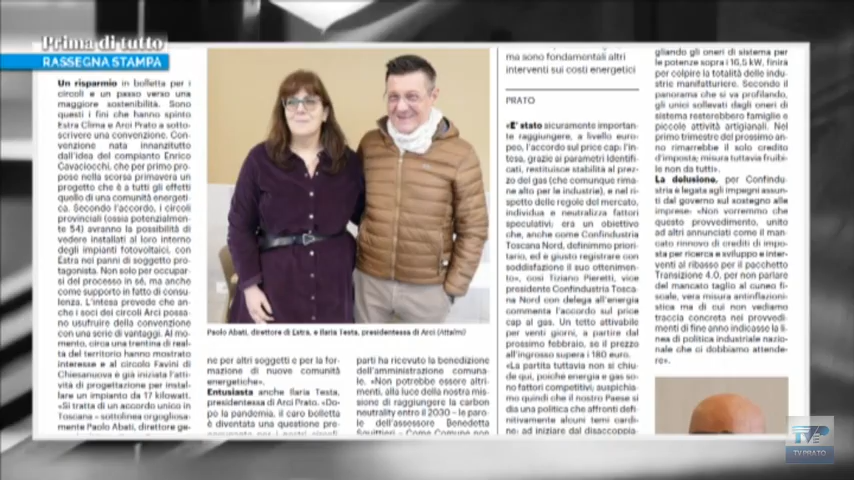 Prima di tutto
RASSEGNA STAMPA
Un risparmio in bolletta per i
circoli e un passo verso una
maggiore sostenibilità. Sono
questi i fini che hanno spinto
Estra Clima e Arci Prato a sotto-
scrivere una convenzione. Con-
venzione nata innanzitutto
dall'idea del compianto Enrico
Cavaciocchi, che per primo pro-
pose nella scorsa primavera un
progetto che è a tutti gli effetti
quello di una comunità energeti-
ca. Secondo l'accordo, i circoli
provinciali (ossia potenzialmen-
te 54) avranno la possibilità di
vedere installati al loro interno
degli impianti fotovoltaici, con
Estra nei panni di soggetto pro-
tagonista. Non solo per occupar-
si del processo in sé, ma anche
come supporto in fatto di consu-
lenza. L'intesa prevede che an-
che i soci dei circoli Arci possa-
no usufruire della convenzione
con una serie di vantaggi. Al mo-
mento, circa una trentina di real-
tà del territorio hanno mostrato
interesse e al circolo Favini di
Chiesanuova è già iniziata l'atti-
vità di progettazione per instal-
lare un impianto da 17 kilowatt.
«Si tratta di un accordo unico in
Toscana – sottolinea orgogliosa-
mente Paolo Abati, direttore ge-
Paolo Abati, direttore di Estra, e Ilaria Testa, presidentessa di Arci (Attalmi)
ne per altri soggetti e per la for-
mazione di nuove comunità
energetiche».
Entusiasta anche Ilaria Testa,
presidentessa di Arci Prato. «Do-
po la pandemia, il caro bolletta
è diventata una questione pre-
parti ha ricevuto la benedizione
dell'amministrazione comuna-
le. «Non potrebbe essere altri-
menti, alla luce della nostra mis-
sione di raggiungere la carbon
neutrality entro il 2030 – le paro-
le dell'assessore Benedetta
Squittieri – Come Comune non
ma sono fondamentali altri
interventi sui costi energetici
PRATO
«E' stato sicuramente importan-
te raggiungere, a livello euro-
peo, l'accordo sul price cap: l'in-
tesa, grazie ai parametri identifi-
cati, restituisce stabilità al prez-
zo del gas (che comunque rima-
ne alto per le industrie), e nel ri-
spetto delle regole del mercato,
individua e neutralizza fattori
speculativi; era un obiettivo
che, anche come Confindustria
Toscana Nord, definimmo priori-
tario, ed è giusto registrare con
soddisfazione il suo ottenimen-
to», così Tiziano Pieretti, vice
presidente Confindustria Tosca-
na Nord con delega all'energia
commenta l'accordo sul price
cap al gas. Un tetto attivabile
per venti giorni, a partire dal
prossimo febbraio, se il prezzo
all'ingrosso supera i 180 euro.
«La partita tuttavia non si chiu-
de qui, poiché energia e gas so-
no fattori competitivi; auspichia-
mo quindi che il nostro Paese si
dia una politica che affronti defi-
nitivamente alcuni temi cardi-
ne: ad iniziare dal disaccoppia-
gliando gli oneri di sistema per
le potenze sopra i 16,5 kW, finirà
per colpire la totalità delle indu-
strie manifatturiere. Secondo il
panorama che si va profilando,
gli unici sollevati dagli oneri di
sistema resterebbero famiglie e
piccole attività artigianali. Nel
primo trimestre del prossimo an-
no rimarrebbe il solo credito
d'imposta; misura tuttavia fruibi-
le non da tutti».
La delusione, per Confindu-
stria è legata agli impegni assun-
ti dal governo sul sostegno alle
imprese: «Non vorremmo che
questo provvedimento, unito
ad altri annunciati come il man-
cato rinnovo di crediti di impo-
sta per ricerca e sviluppo e inter-
venti al ribasso per il pacchetto
Transizione 4.0, per non parlare
del mancato taglio al cuneo fi-
scale, vera misura antinflazioni-
stica ma di cui non vediamo
traccia concreta nei provvedi-
menti di fine anno indicasse la li-
nea di politica industriale nazio-
nale che ci dobbiamo attende-
re».
TVP
TV PRATO